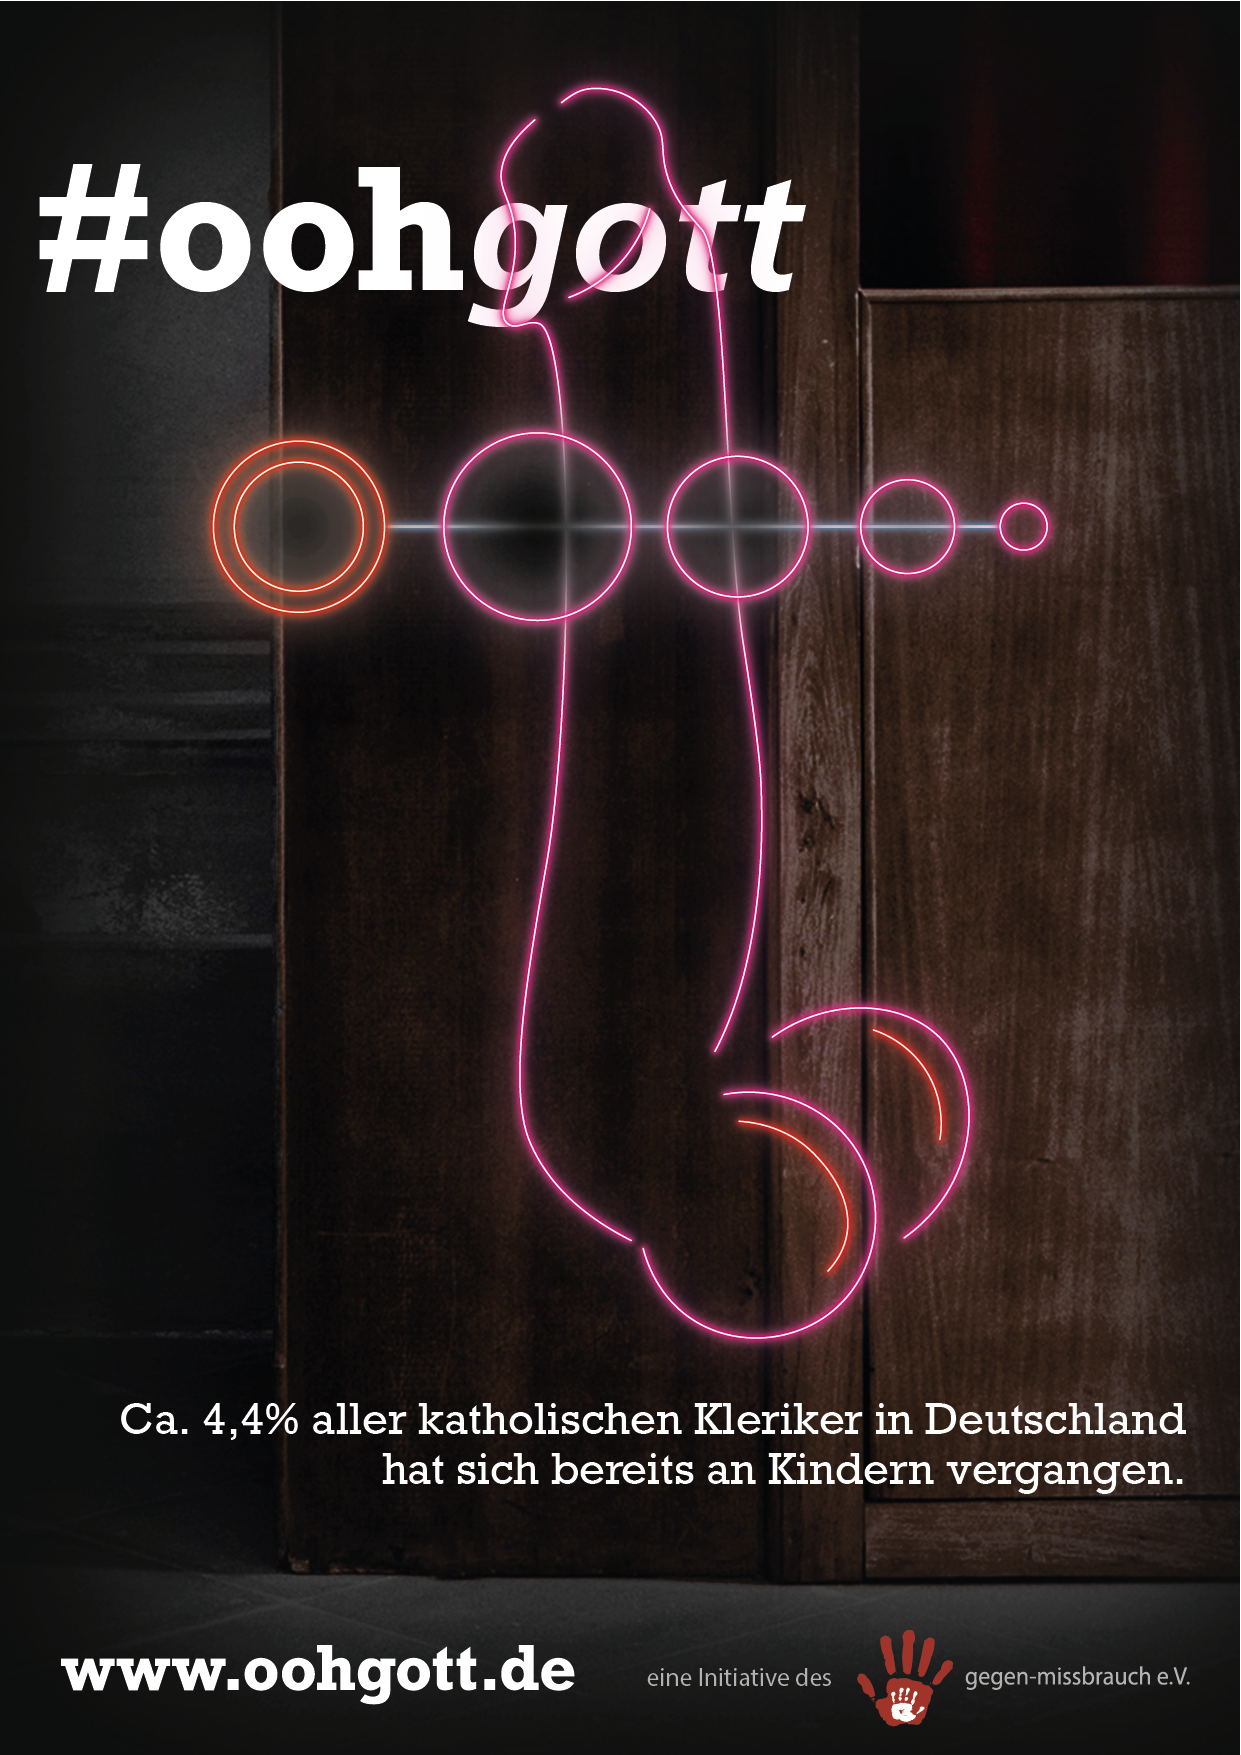 #oohgott
Ca. 4,4% aller katholischen Kleriker in Deutschland
hat sich bereits an Kindern vergangen.
www.oohgott.de
eine Initiative des gegen-missbrauch e.V.